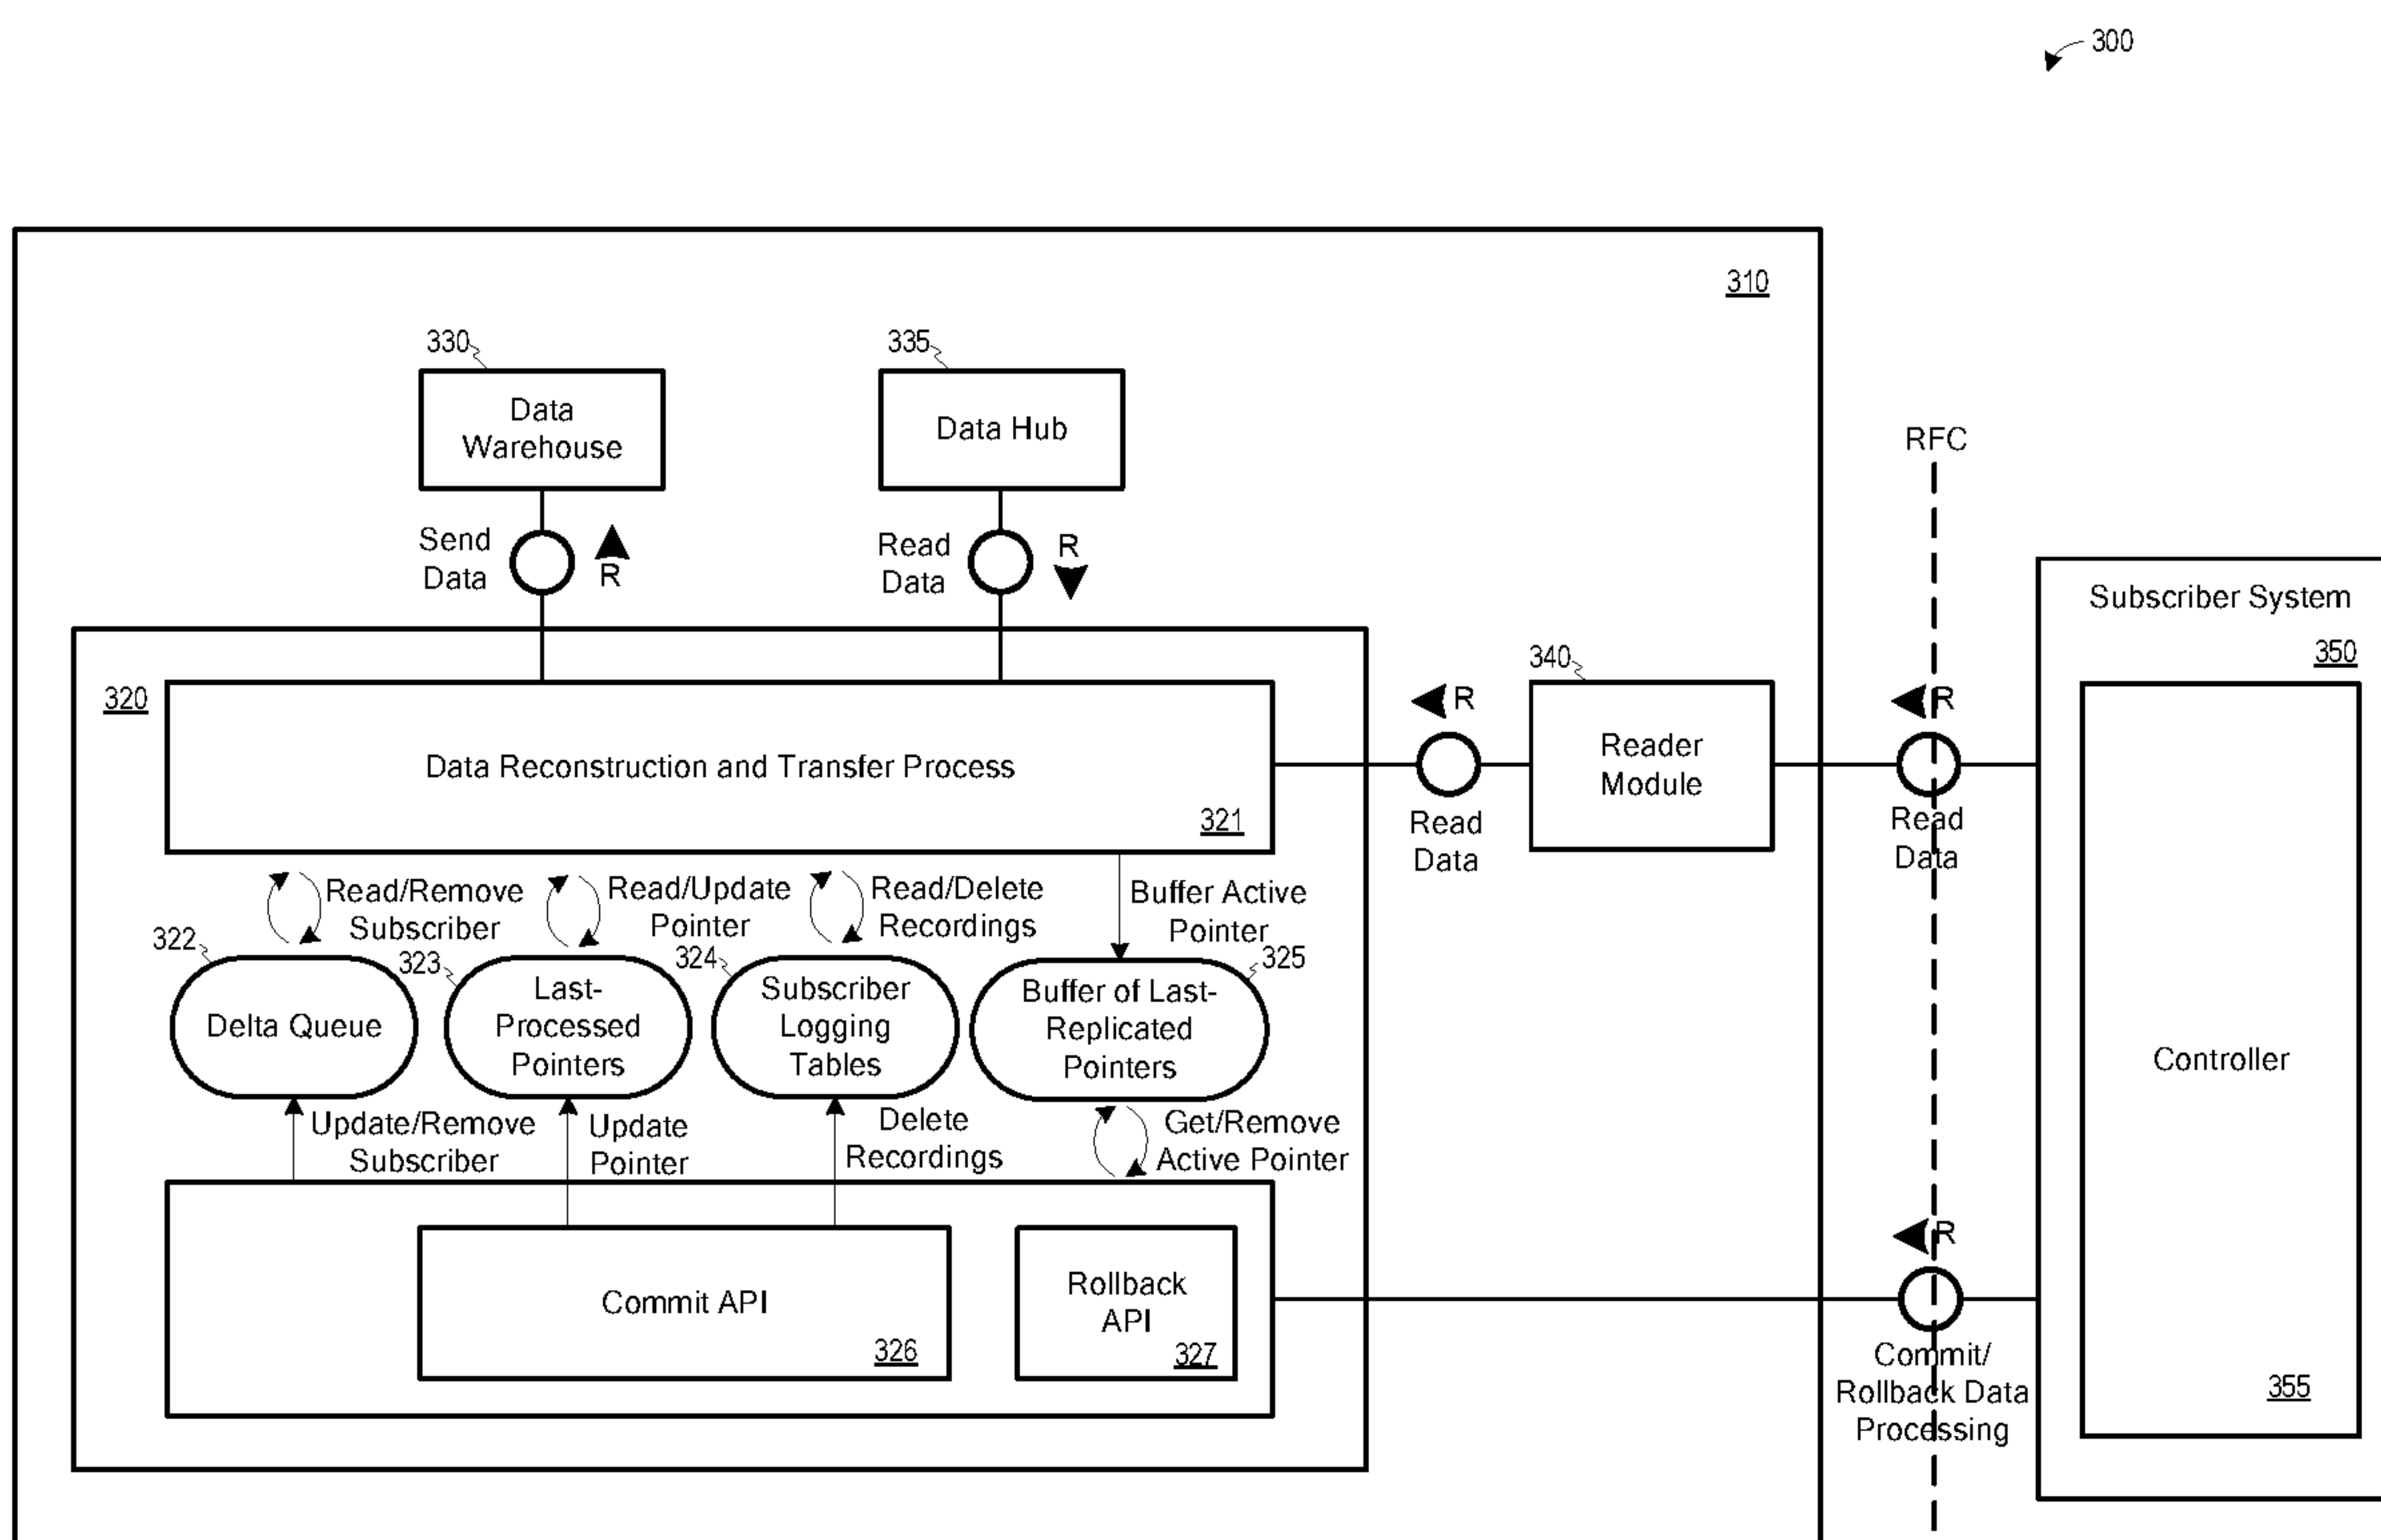 300
310
330
335
Data
Warehouse
Data Hub
RFC
Send
Data
R
Read
Data
R
Subscriber System
350
320
Data Reconstruction and Transfer Process
321
340
R
Reader
Module
Read
Data
R
Read
Data
Read/Remove
Subscriber
Read/Update
Pointer
Read/Delete
Recordings
Buffer Active
Pointer
322
323
324
325
Delta Queue
Last-
Processed
Pointers
Subscriber
Logging
Tables
Buffer of Last-
Replicated
Pointers
Controller
355
Update/Remove
Subscriber
Update
Pointer
Delete
Recordings
Get/Remove
Active Pointer
Commit API
326
Rollback
API
327
R
Commit/
Rollback Data
Processing